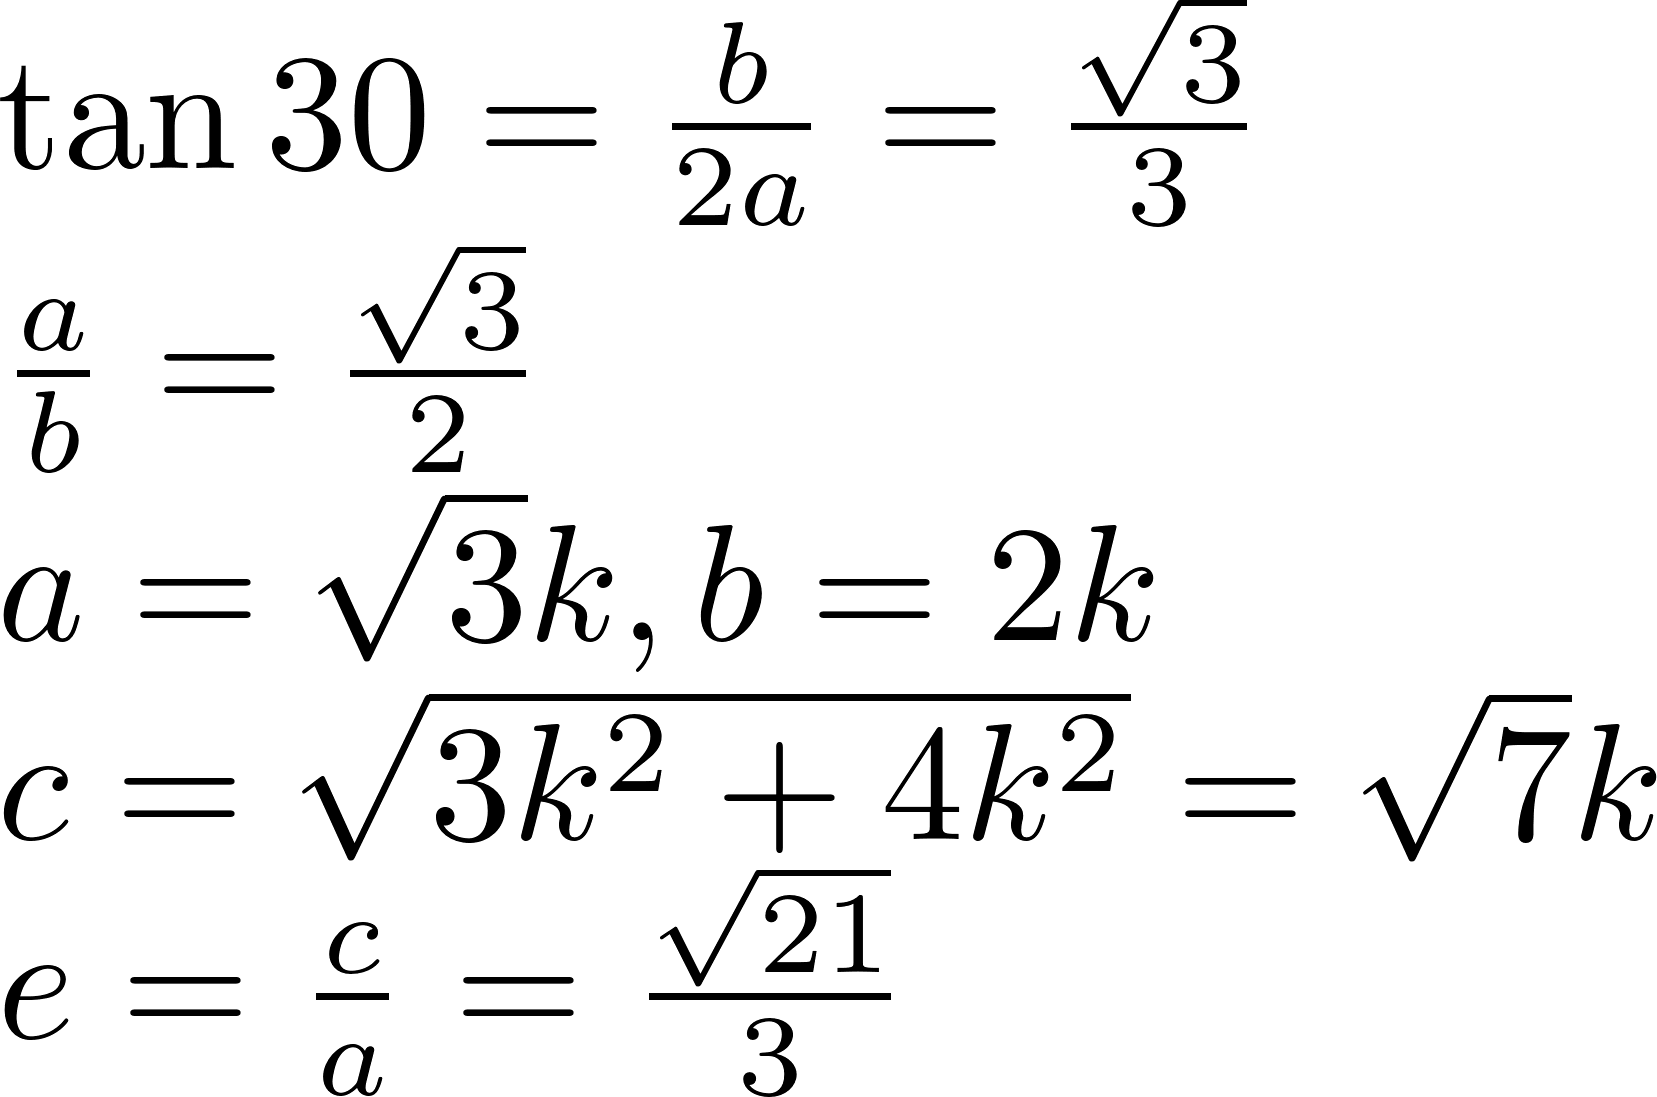 tan 30 = b/2a = √3/3
a/b = √3/2
a = √3k, b = 2k
c = √(3k² + 4k²) = √7k
e = c/a = √21/3